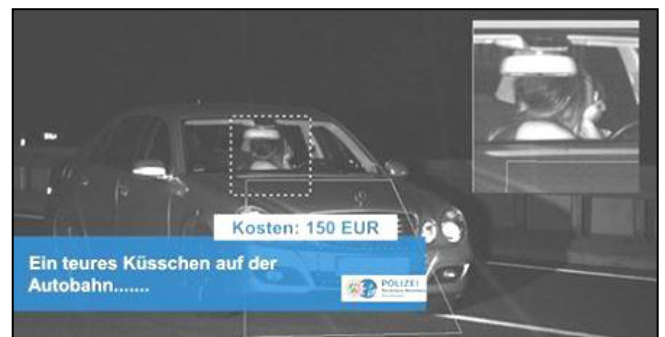 Kosten: 150 EUR
Ein teures Küsschen auf der
Autobahn.......
POLIZEI